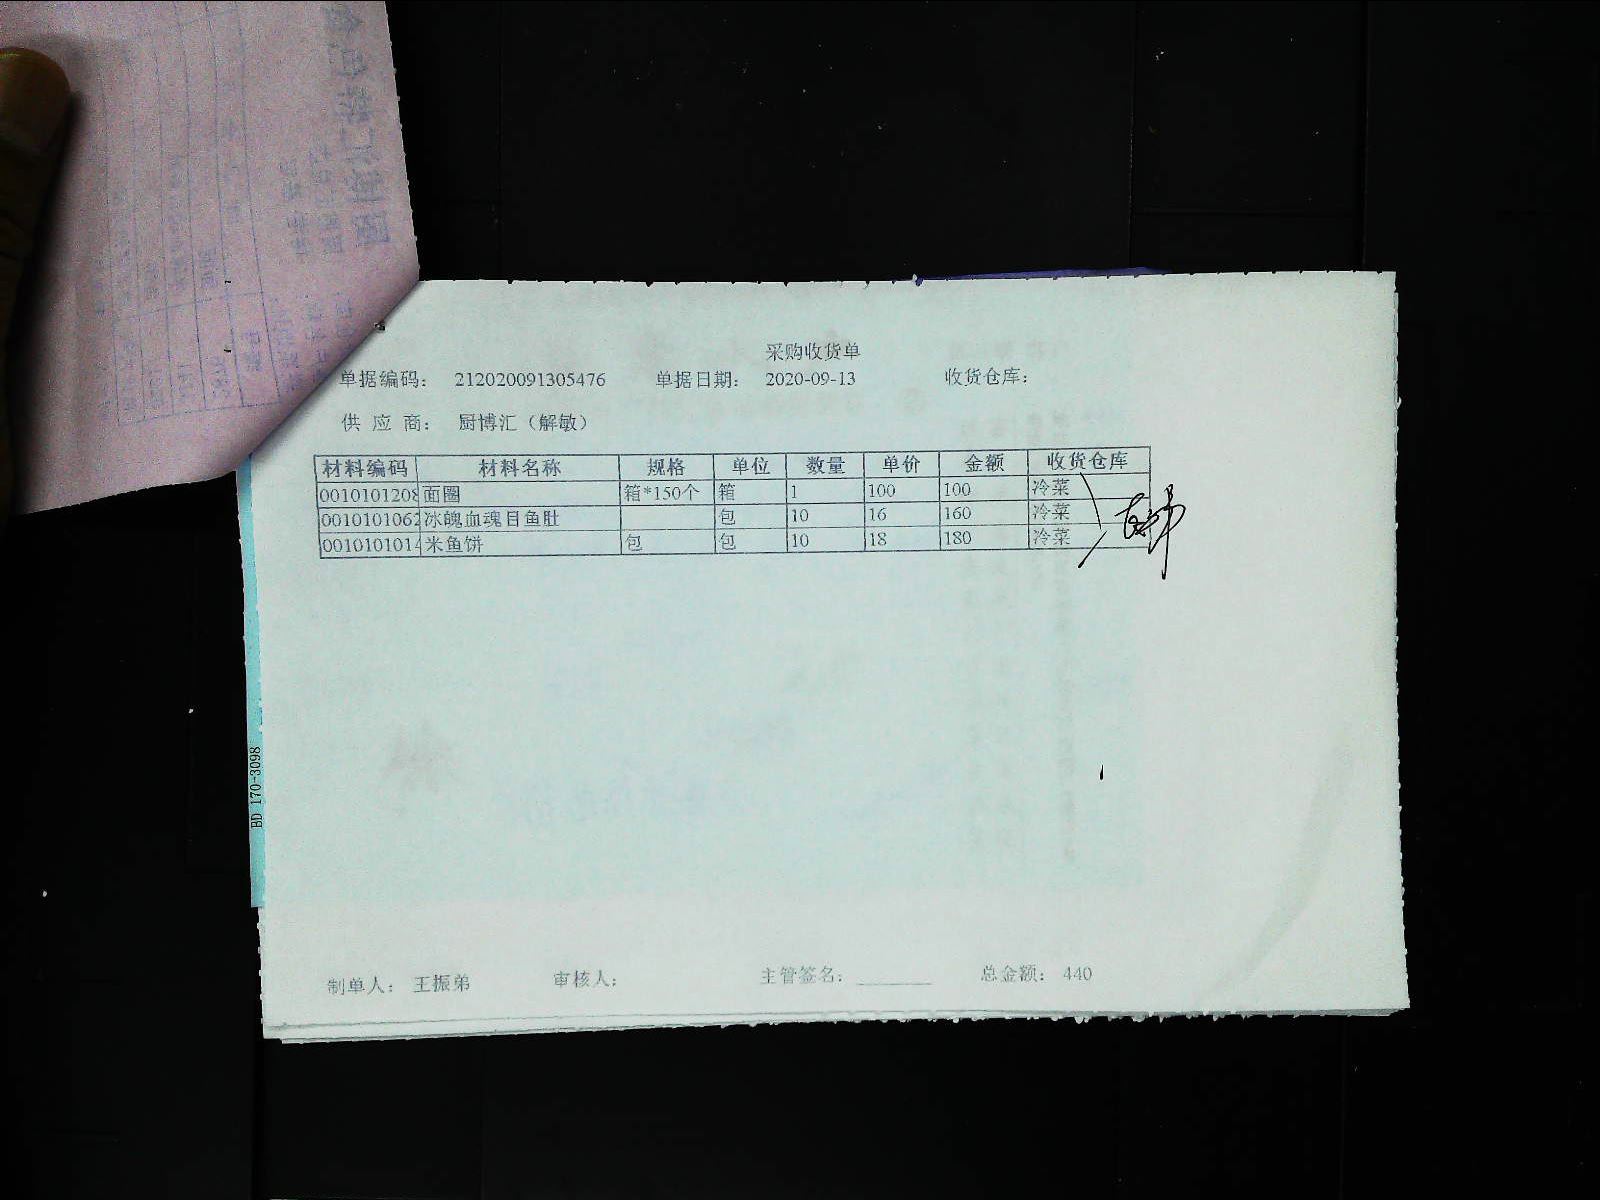 采购收货单
单据编码： 212020091305476 单据日期： 2020-09-13 收货仓库：
供 应 商： 厨博汇（解敏）
材料编码 材料名称 规格 单位 数量 单价 金额 收货仓库
0010101208 面圈 箱*150个 箱 1 100 100 冷菜
0010101062 冰魄血魂目鱼肚 包 10 16 160 冷菜
0010101014 米鱼饼 包 包 10 18 180 冷菜
BD 170-3098
制单人： 王振弟 审核人： 主管签名： ________ 总金额： 440